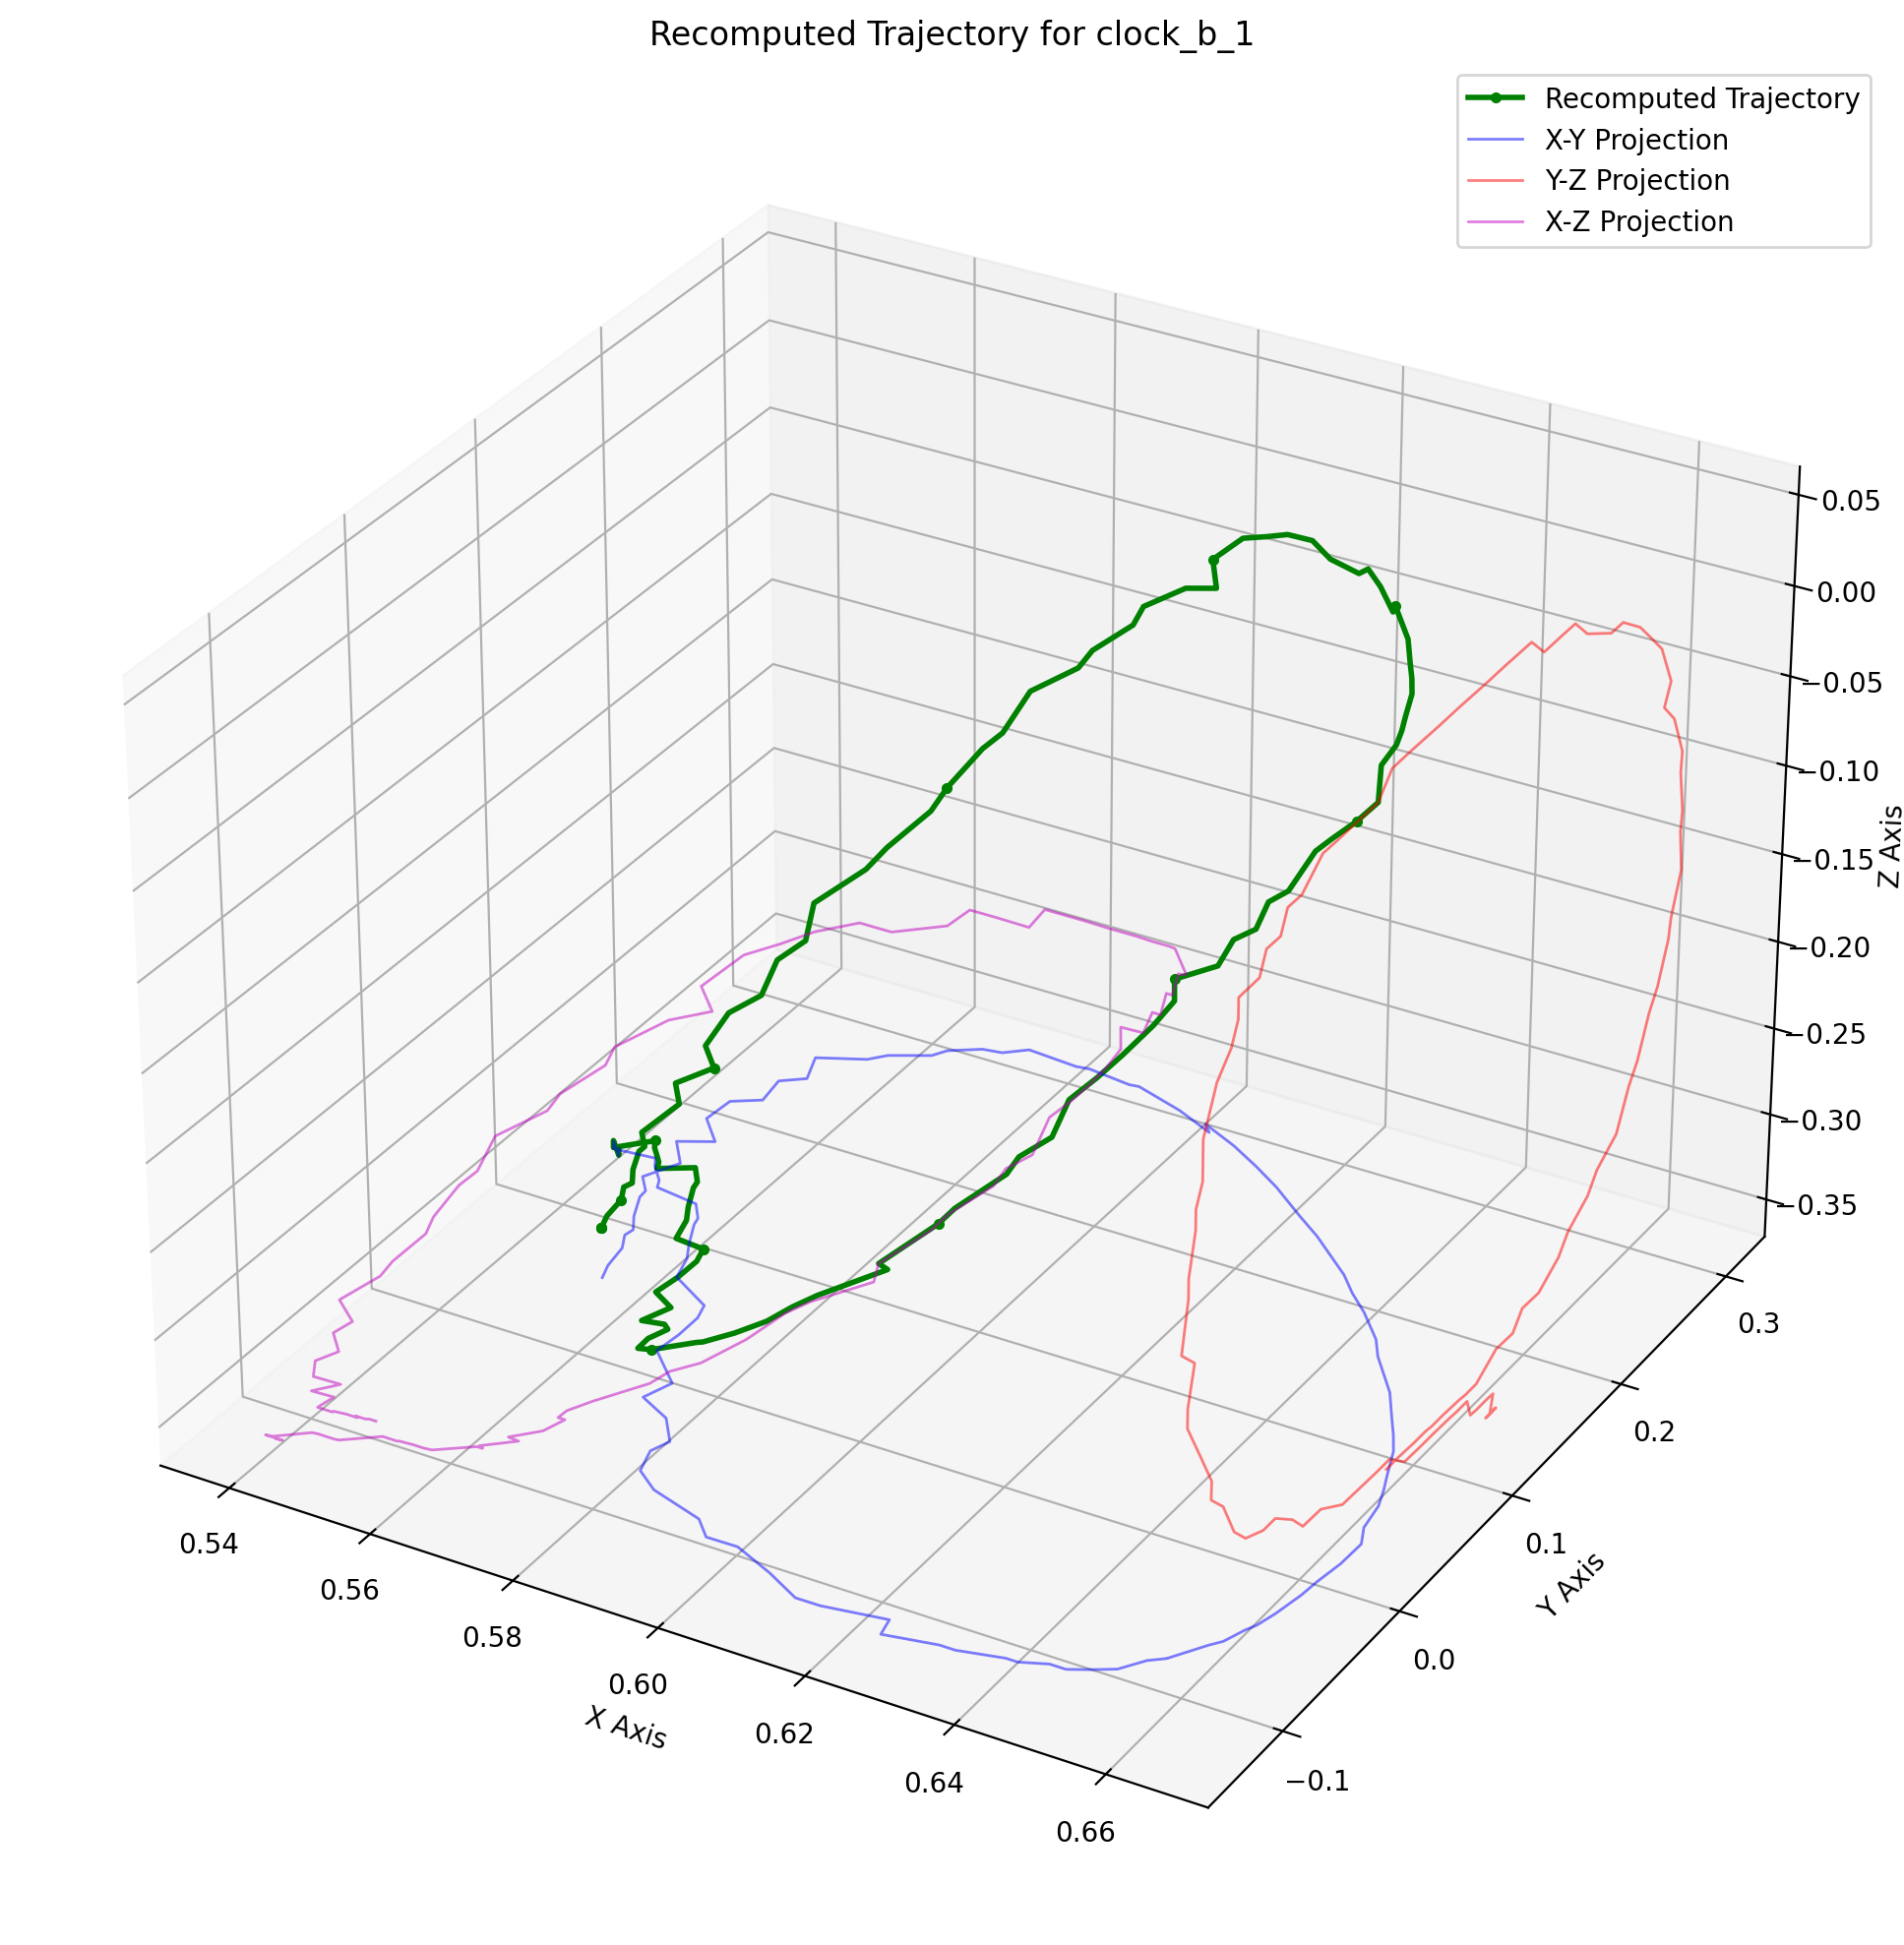 Recomputed Trajectory for clock_b_1
Recomputed Trajectory
X-Y Projection
Y-Z Projection
X-Z Projection
0.05
0.00
−0.05
−0.10
−0.15
−0.20
−0.25
−0.30
−0.35
Z Axis
0.3
0.2
0.1
0.0
−0.1
Y Axis
0.54
0.56
0.58
0.60
0.62
0.64
0.66
X Axis